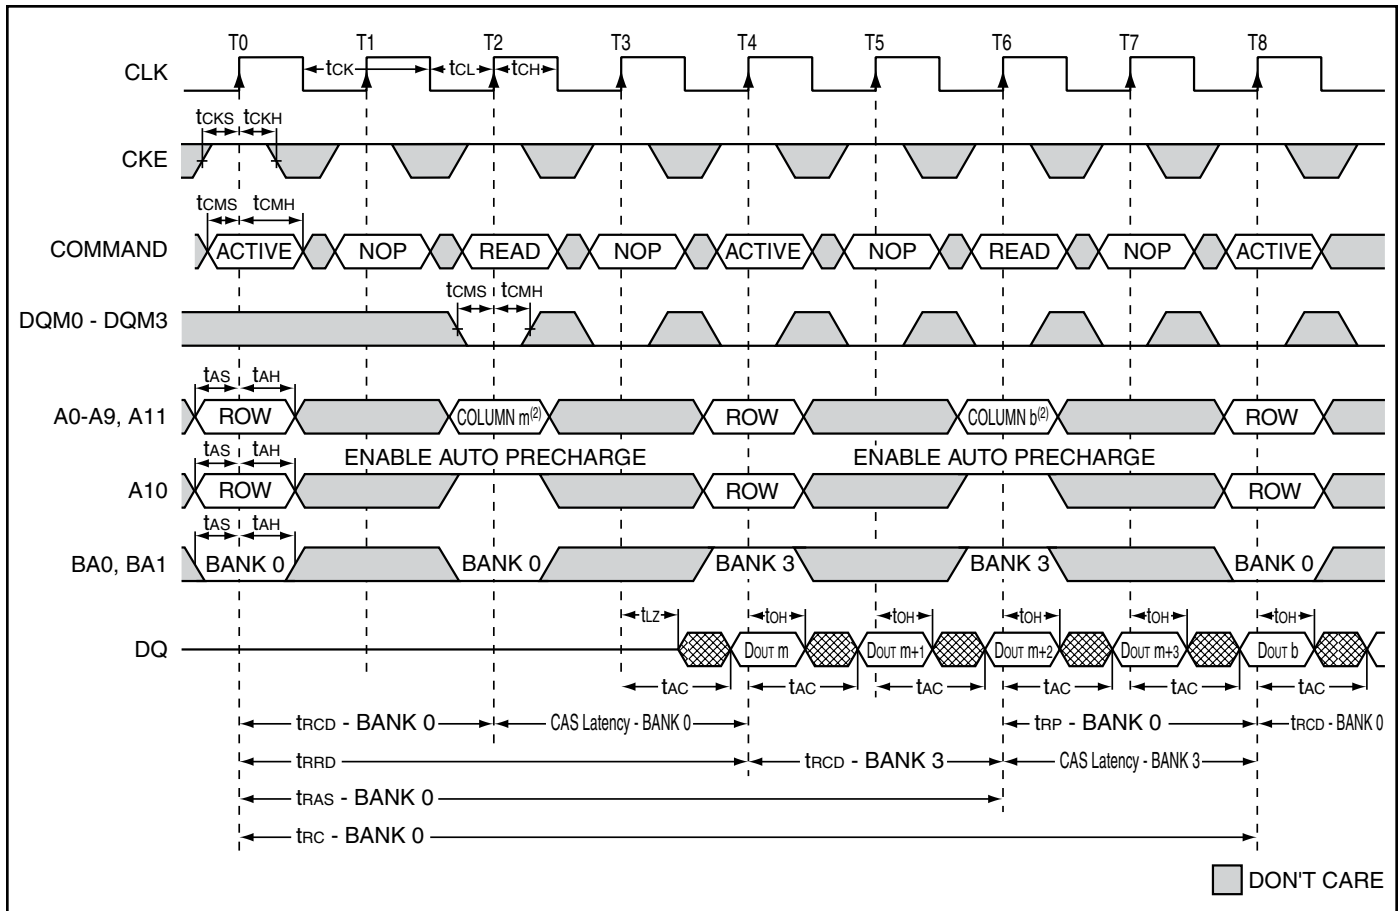 T0 T1 T2 T3 T4 T5 T6 T7 T8
CLK tCK tCL tCH
tCKS tCKH
CKE
tCMS tCMH
COMMAND ACTIVE NOP READ NOP ACTIVE NOP READ NOP ACTIVE
tCMS tCMH
DQM0 - DQM3
tAS tAH
A0-A9, A11 ROW COLUMN m(2) ROW COLUMN b(2) ROW
tAS tAH ENABLE AUTO PRECHARGE ENABLE AUTO PRECHARGE
A10 ROW ROW ROW
tAS tAH
BA0, BA1 BANK 0 BANK 0 BANK 3 BANK 3 BANK 0
tLZ tOH tOH tOH tOH tOH
DQ DOUT m DOUT m+1 DOUT m+2 DOUT m+3 DOUT b
tAC tAC tAC tAC tAC tAC
tRCD - BANK 0 CAS Latency - BANK 0 tRP - BANK 0 tRCD - BANK 0
tRRD tRCD - BANK 3 CAS Latency - BANK 3
tRAS - BANK 0
tRC - BANK 0
DON'T CARE